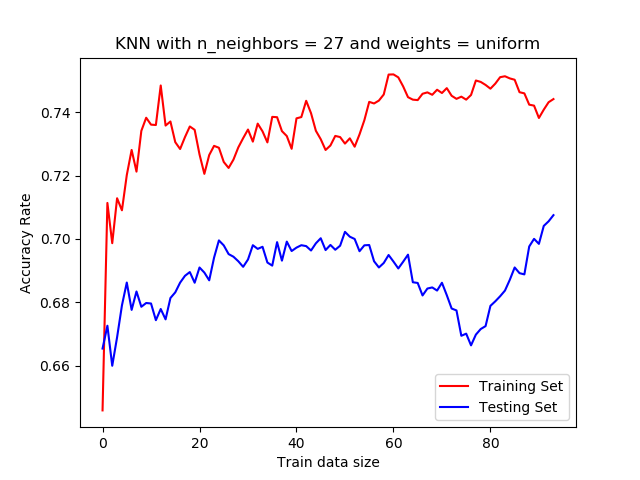 KNN with n_neighbors = 27 and weights = uniform
Accuracy Rate
0.74
0.72
0.70
0.68
0.66
0
20
40
60
80
Train data size
Training Set
Testing Set